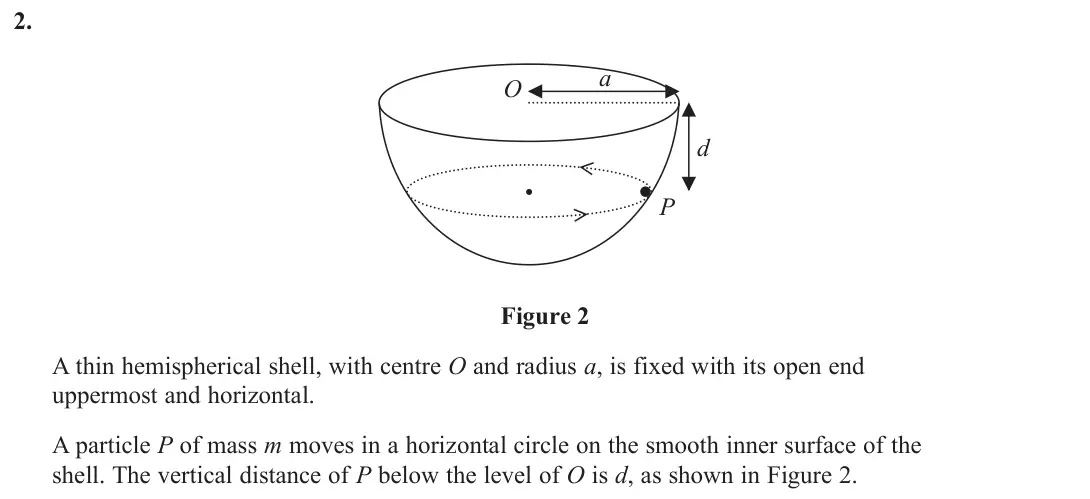 2.
O
a
d
P
Figure 2
A thin hemispherical shell, with centre O and radius a, is fixed with its open end
uppermost and horizontal.
A particle P of mass m moves in a horizontal circle on the smooth inner surface of the
shell. The vertical distance of P below the level of O is d, as shown in Figure 2.